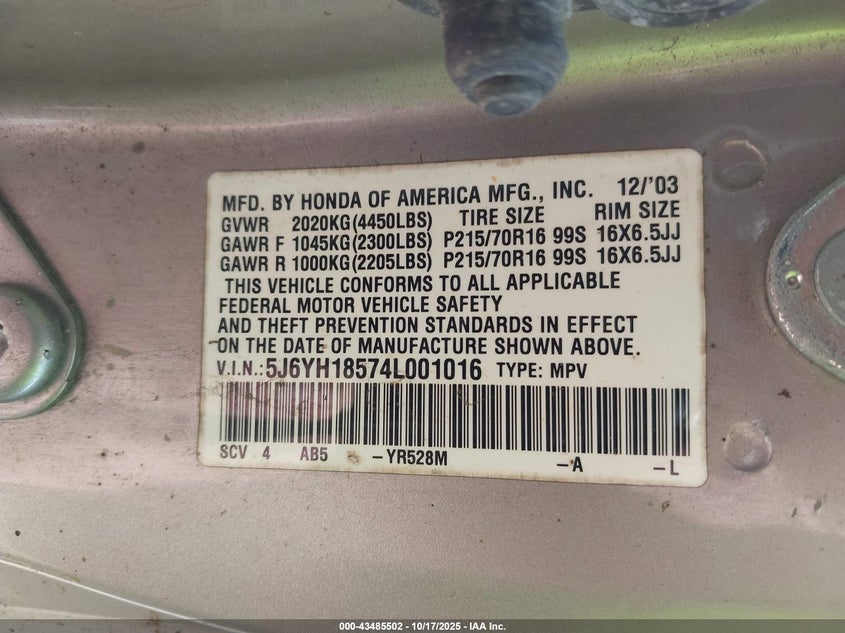 MFD. BY HONDA OF AMERICA MFG., INC. 12/'03
GVWR 2020KG(4450LBS) TIRE SIZE RIM SIZE
GAWR F 1045KG(2300LBS) P215/70R16 99S 16X6.5JJ
GAWR R 1000KG(2205LBS) P215/70R16 99S 16X6.5JJ
THIS VEHICLE CONFORMS TO ALL APPLICABLE
FEDERAL MOTOR VEHICLE SAFETY
AND THEFT PREVENTION STANDARDS IN EFFECT
ON THE DATE OF MANUFACTURE SHOWN ABOVE.
V.I.N.:5J6YH18574L001016 TYPE: MPV
SCV 4 AB5 -YR528M -A -L
000-43485502 - 10/17/2025 - IAA Inc.